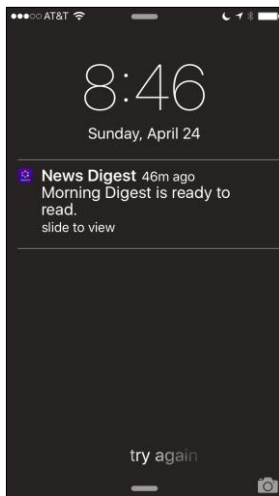 AT&T
8:46
Sunday, April 24
News Digest 46m ago
Morning Digest is ready to
read.
slide to view
try again